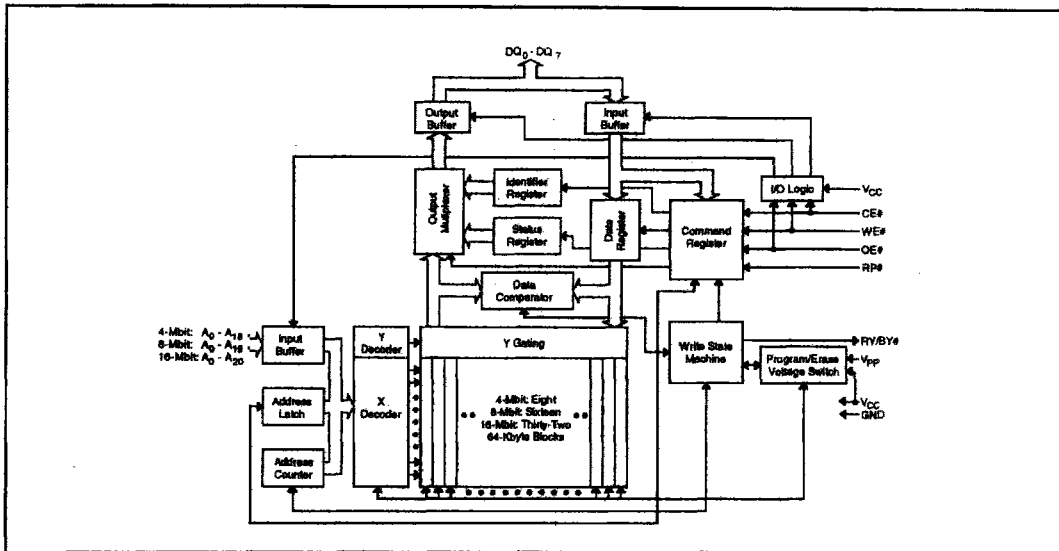 DQ0 - DQ7
Output
Buffer
Input
Buffer
I/O Logic
VCC
Output
Multiplexer
Identifier
Register
Status
Register
Data
Register
Command
Register
CE#
WE#
OE#
RP#
Data
Comparator
4-Mbit: A0 - A18,
8-Mbit: A0 - A19,
16-Mbit: A0 - A20
Input
Buffer
Y
Decoder
Y Gating
Write State
Machine
RY/BY#
Program/Erase
Voltage Switch
VPP
VCC
GND
Address
Latch
X
Decoder
4-Mbit: Eight
8-Mbit: Sixteen
16-Mbit: Thirty-Two
64-Kbyte Blocks
Address
Counter